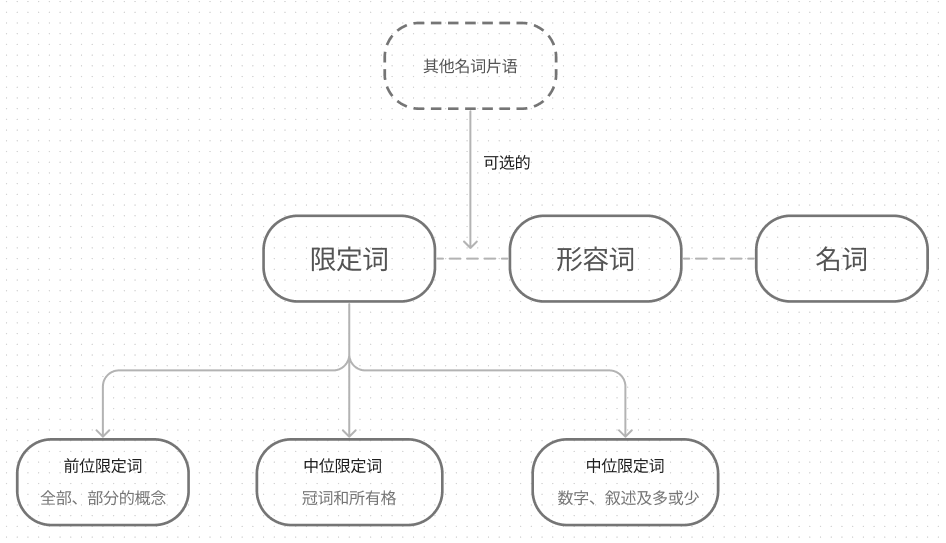 其他名词片语
可选的
限定词
形容词
名词
前位限定词
全部、部分的概念
中位限定词
冠词和所有格
中位限定词
数字、叙述及多或少